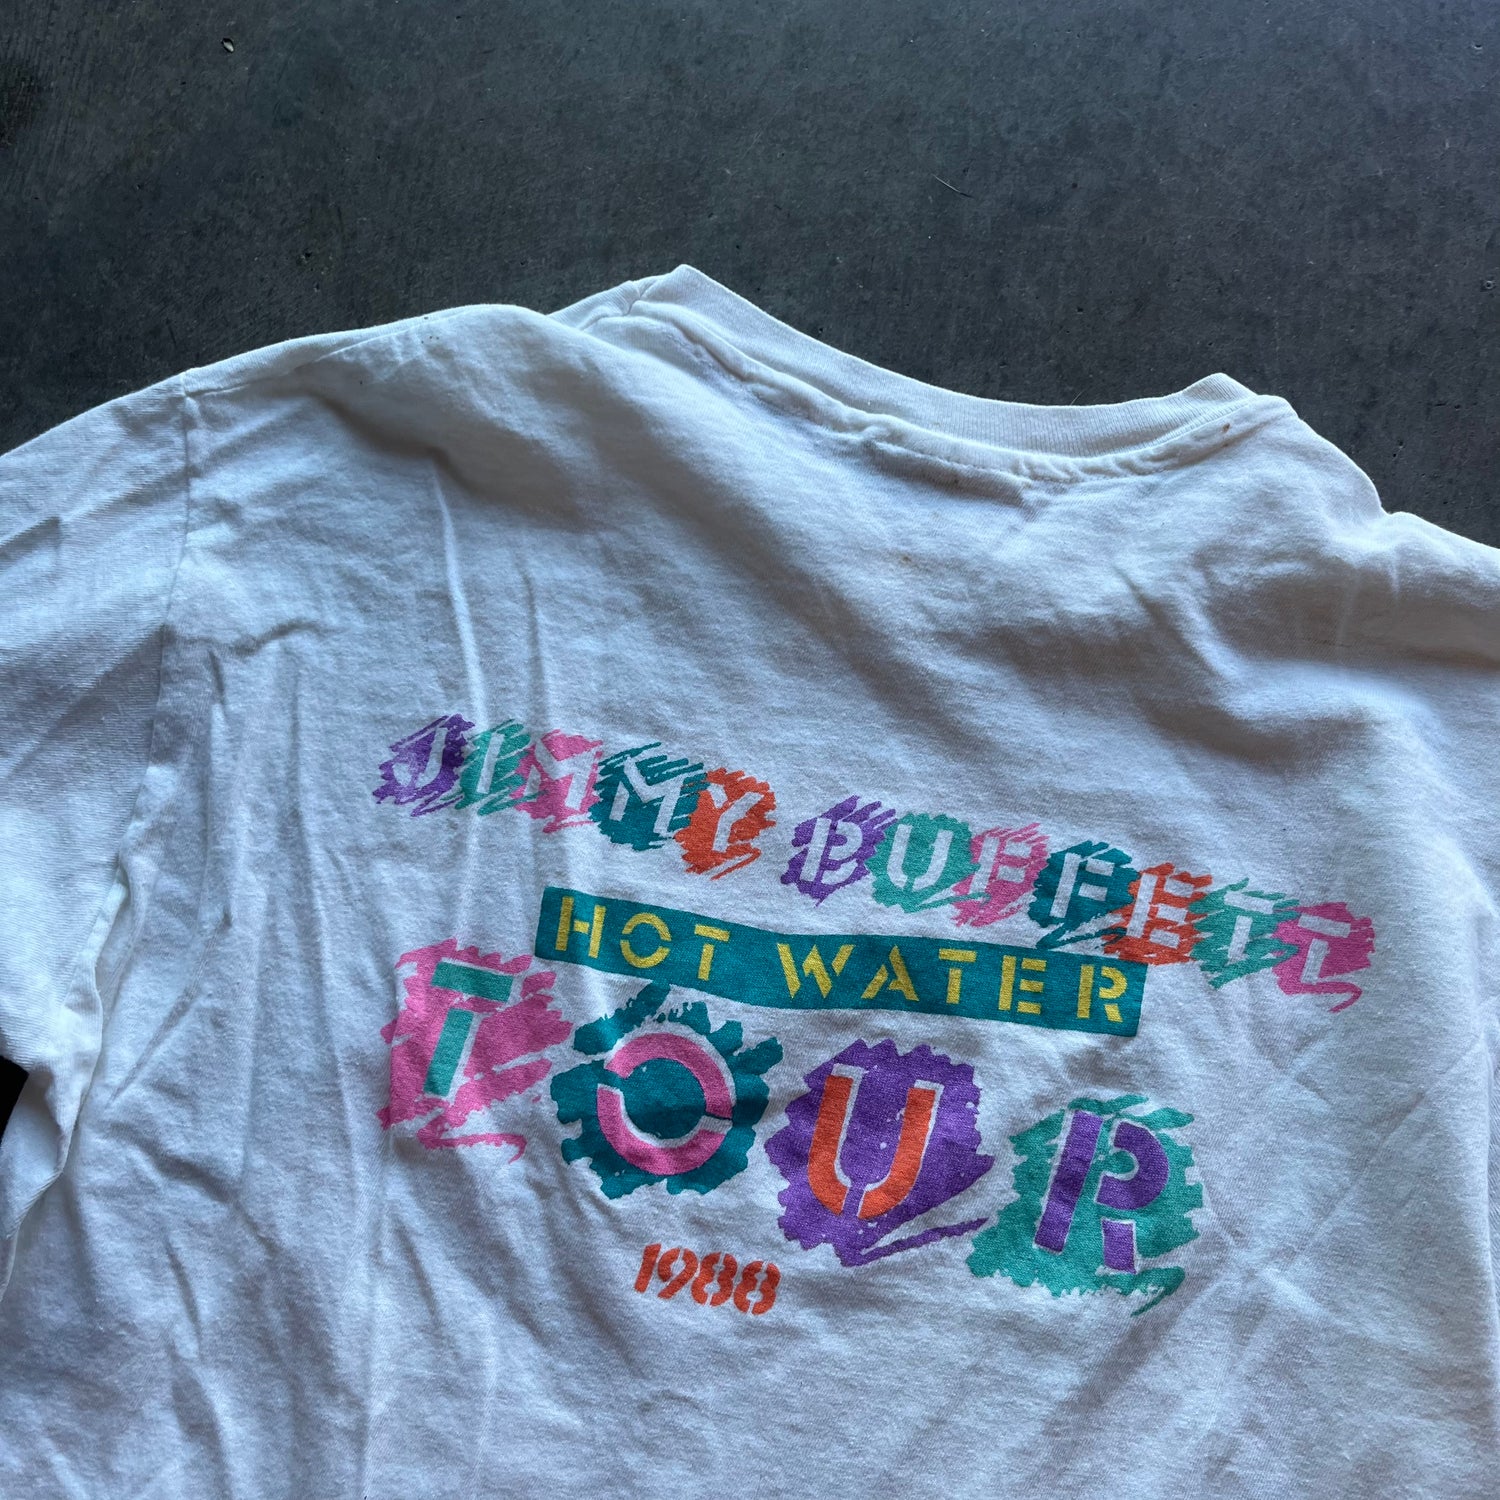 JIMMY BUFFETT
HOT WATER
TOUR
1988